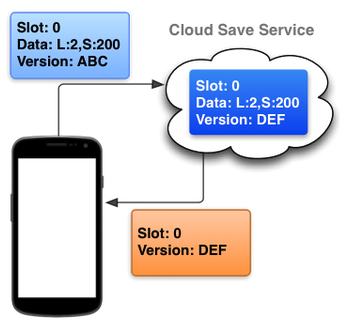 Cloud Save Service
Slot: 0
Data: L:2,S:200
Version: ABC
Slot: 0
Data: L:2,S:200
Version: DEF
Slot: 0
Version: DEF